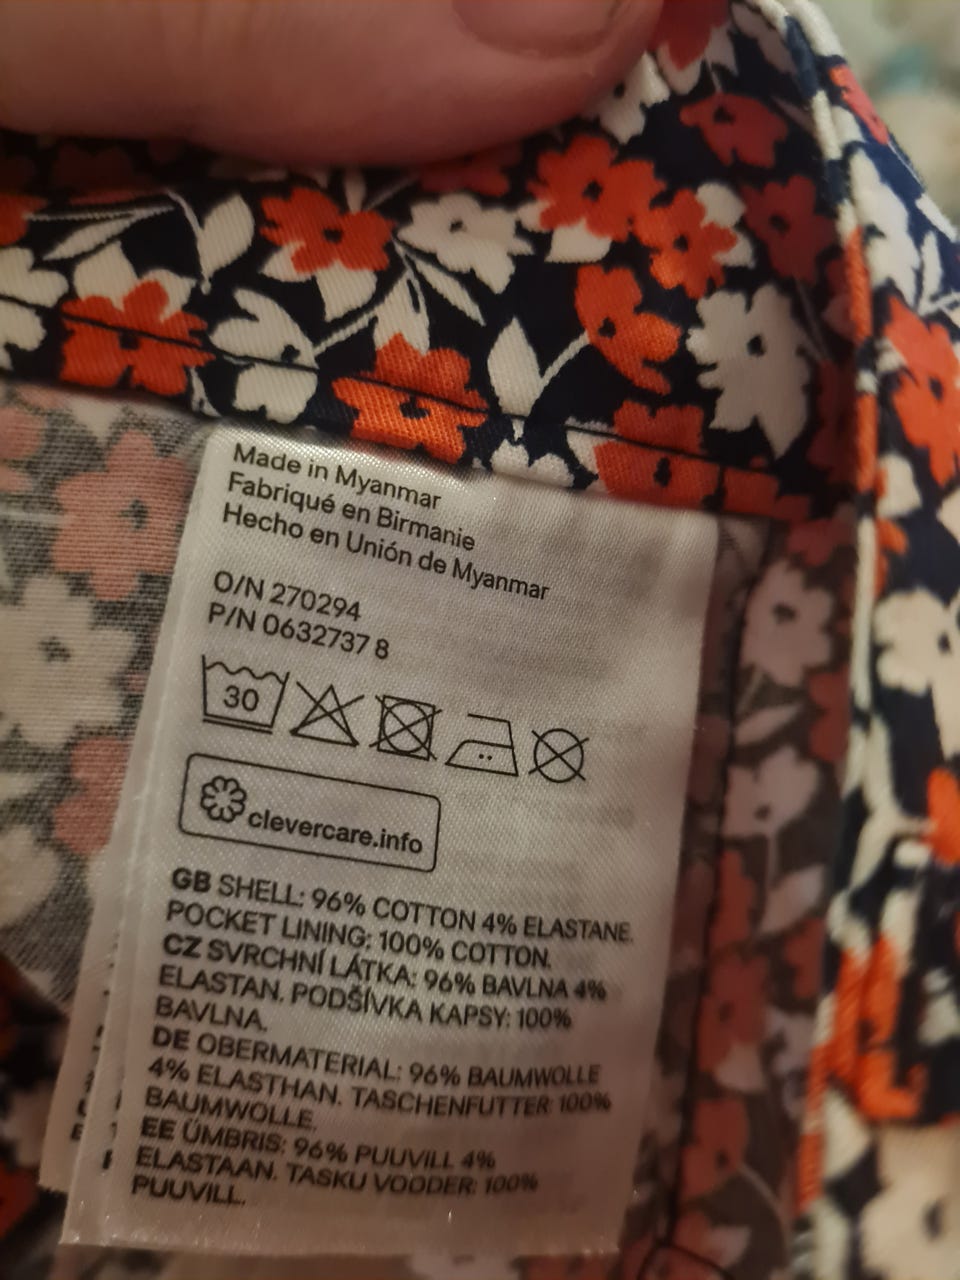 Made in Myanmar
Fabriqué en Birmanie
Hecho en Unión de Myanmar
O/N 270294
P/N 0632737 8
30
clevercare.info
GB SHELL: 96% COTTON 4% ELASTANE.
POCKET LINING: 100% COTTON.
CZ SVRCHNÍ LÁTKA: 96% BAVLNA 4%
ELASTAN. PODŠÍVKA KAPSY: 100%
BAVLNA.
DE OBERMATERIAL: 96% BAUMWOLLE
4% ELASTHAN. TASCHENFUTTER: 100%
BAUMWOLLE.
EE ÜMBRIS: 96% PUUVILL 4%
ELASTAAN. TASKU VOODER: 100%
PUUVILL.